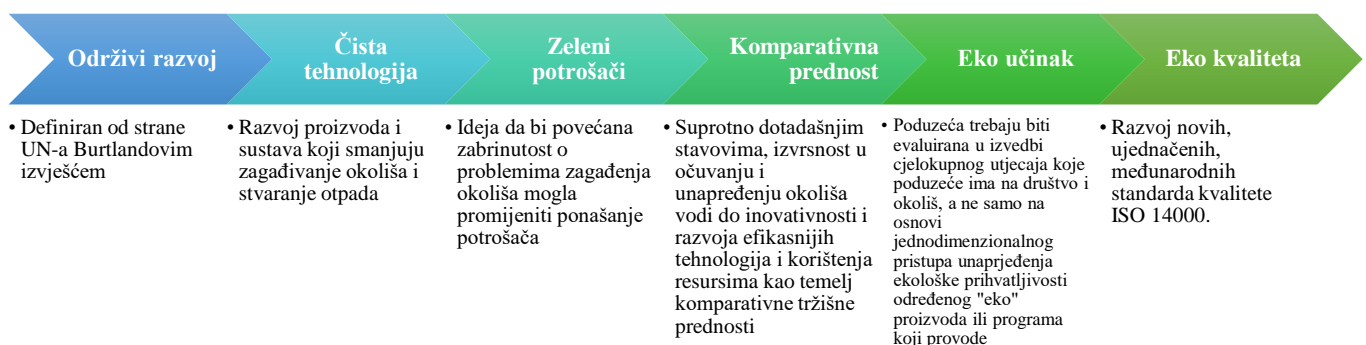 Održivi razvoj
Čista
tehnologija
Zeleni
potrošači
Komparativna
prednost
Eko učinak
Eko kvaliteta
• Definiran od strane
UN-a Burtlandovim
izvješćem
• Razvoj proizvoda i
sustava koji smanjuju
zagađivanje okoliša i
stvaranje otpada
• Ideja da bi povećana
zabrinutost o
problemima zagađenja
okoliša mogla
promijeniti ponašanje
potrošača
• Suprotno dotadašnjim
stavovima, izvrsnost u
očuvanju i
unapređenju okoliša
vodi do inovativnosti i
razvoja efikasnijih
tehnologija i korištenja
resursima kao temelj
komparativne tržišne
prednosti
• Poduzeća trebaju biti
evaluirana u izvedbi
cjelokupnog utjecaja koje
poduzeće ima na društvo i
okoliš, a ne samo na
osnovi
jednodimenzionalnog
pristupa unaprjeđenja
ekološke prihvatljivosti
određenog "eko"
proizvoda ili programa
koji provode
• Razvoj novih,
ujednačenih,
međunarodnih
standarda kvalitete
ISO 14000.